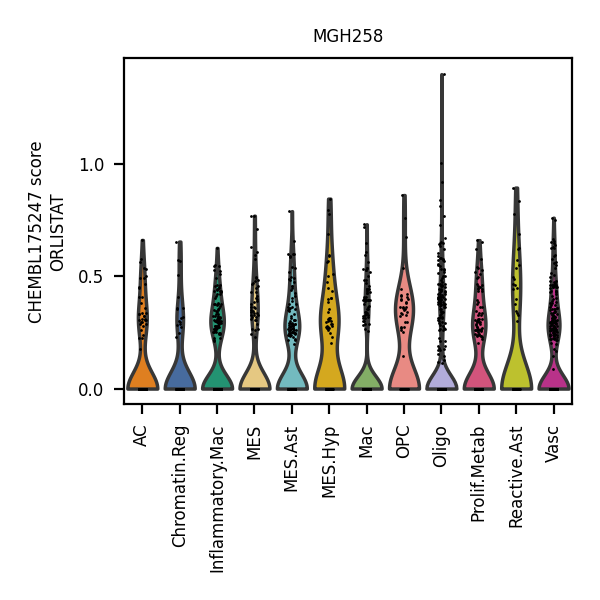 MGH258
CHEMBL175247 score
ORLISTAT
1.0
0.5
0.0
AC
Chromatin.Reg
Inflammatory.Mac
MES
MES.Ast
MES.Hyp
Mac
OPC
Oligo
Prolif.Metab
Reactive.Ast
Vasc